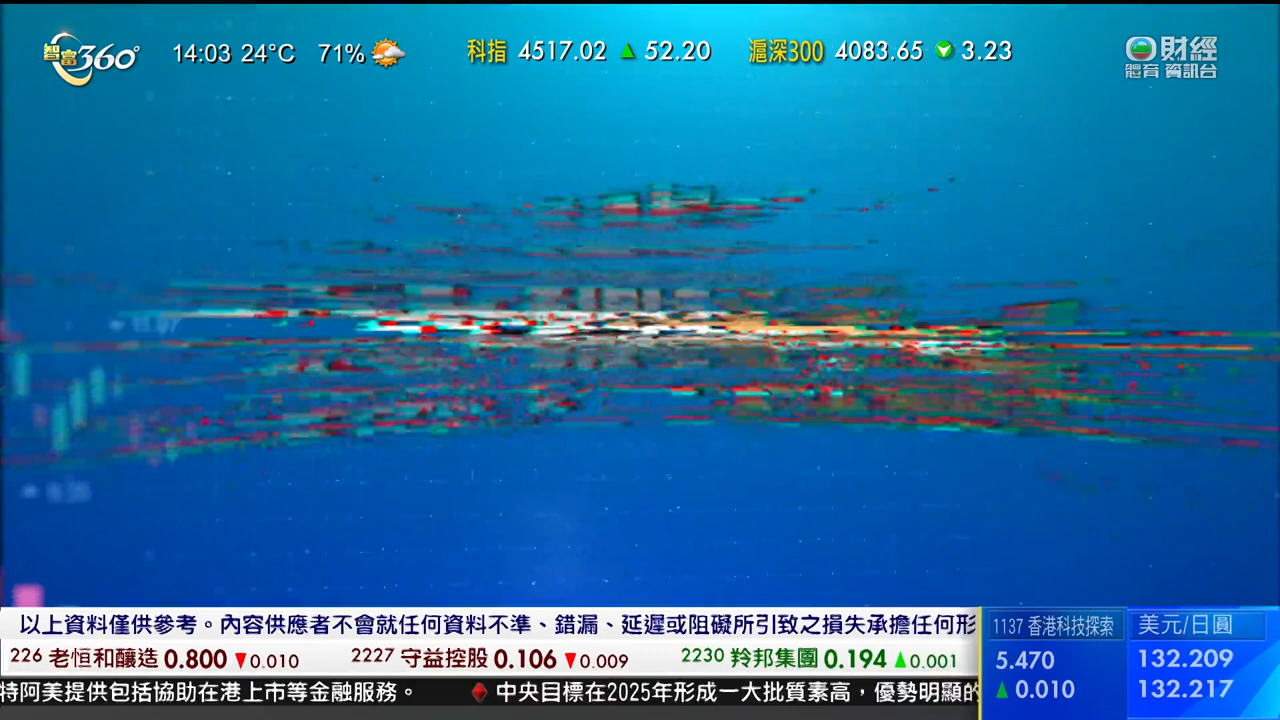 智富360° 14:03 24°C 71% 科指 4517.02 ▲ 52.20 滬深300 4083.65 ▼ 3.23 財經
體育 資訊台
以上資料僅供參考。內容供應者不會就任何資料不準、錯漏、延遲或阻礙所引致之損失承擔任何形
226 老恒和釀造 0.800 ▼0.010 2227 守益控股 0.106 ▼0.009 2230 羚邦集團 0.194 ▲0.001
特阿美提供包括協助在港上市等金融服務。 ♦ 中央目標在2025年形成一大批質素高，優勢明顯的
1137 香港科技探索
5.470
▲ 0.010
美元/日圓
132.209
132.217